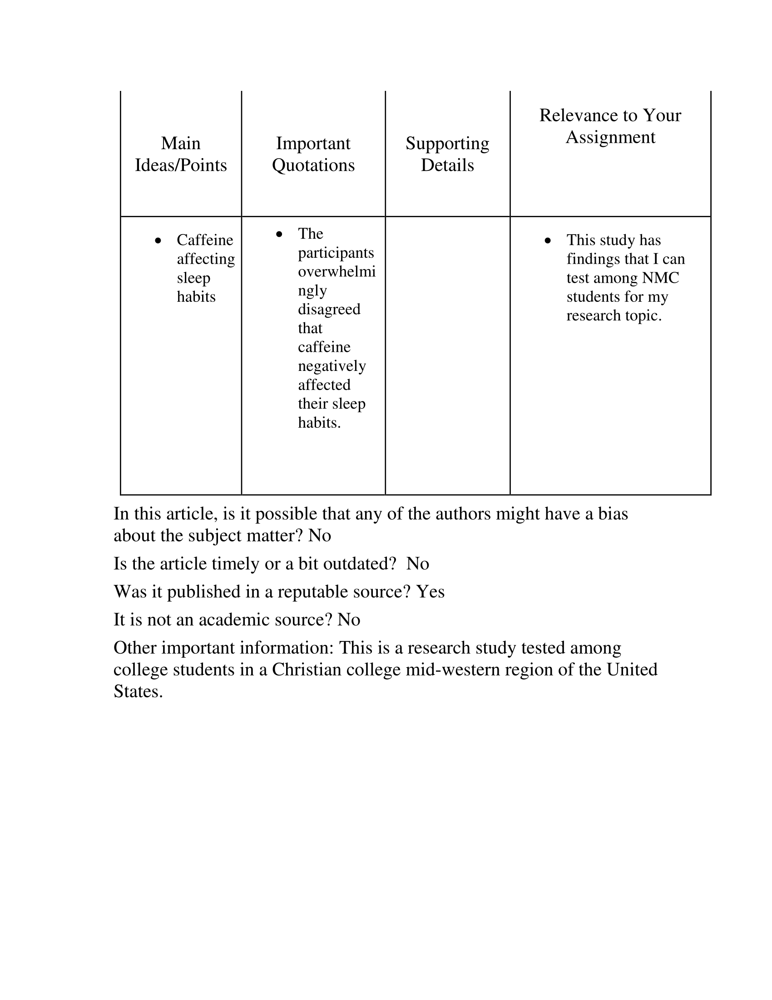 Main
Ideas/Points
Important
Quotations
Supporting
Details
Relevance to Your
Assignment
• Caffeine
affecting
sleep
habits
• The
participants
overwhelmi
ngly
disagreed
that
caffeine
negatively
affected
their sleep
habits.
• This study has
findings that I can
test among NMC
students for my
research topic.
In this article, is it possible that any of the authors might have a bias
about the subject matter? No
Is the article timely or a bit outdated?  No
Was it published in a reputable source? Yes
It is not an academic source? No
Other important information: This is a research study tested among
college students in a Christian college mid-western region of the United
States.